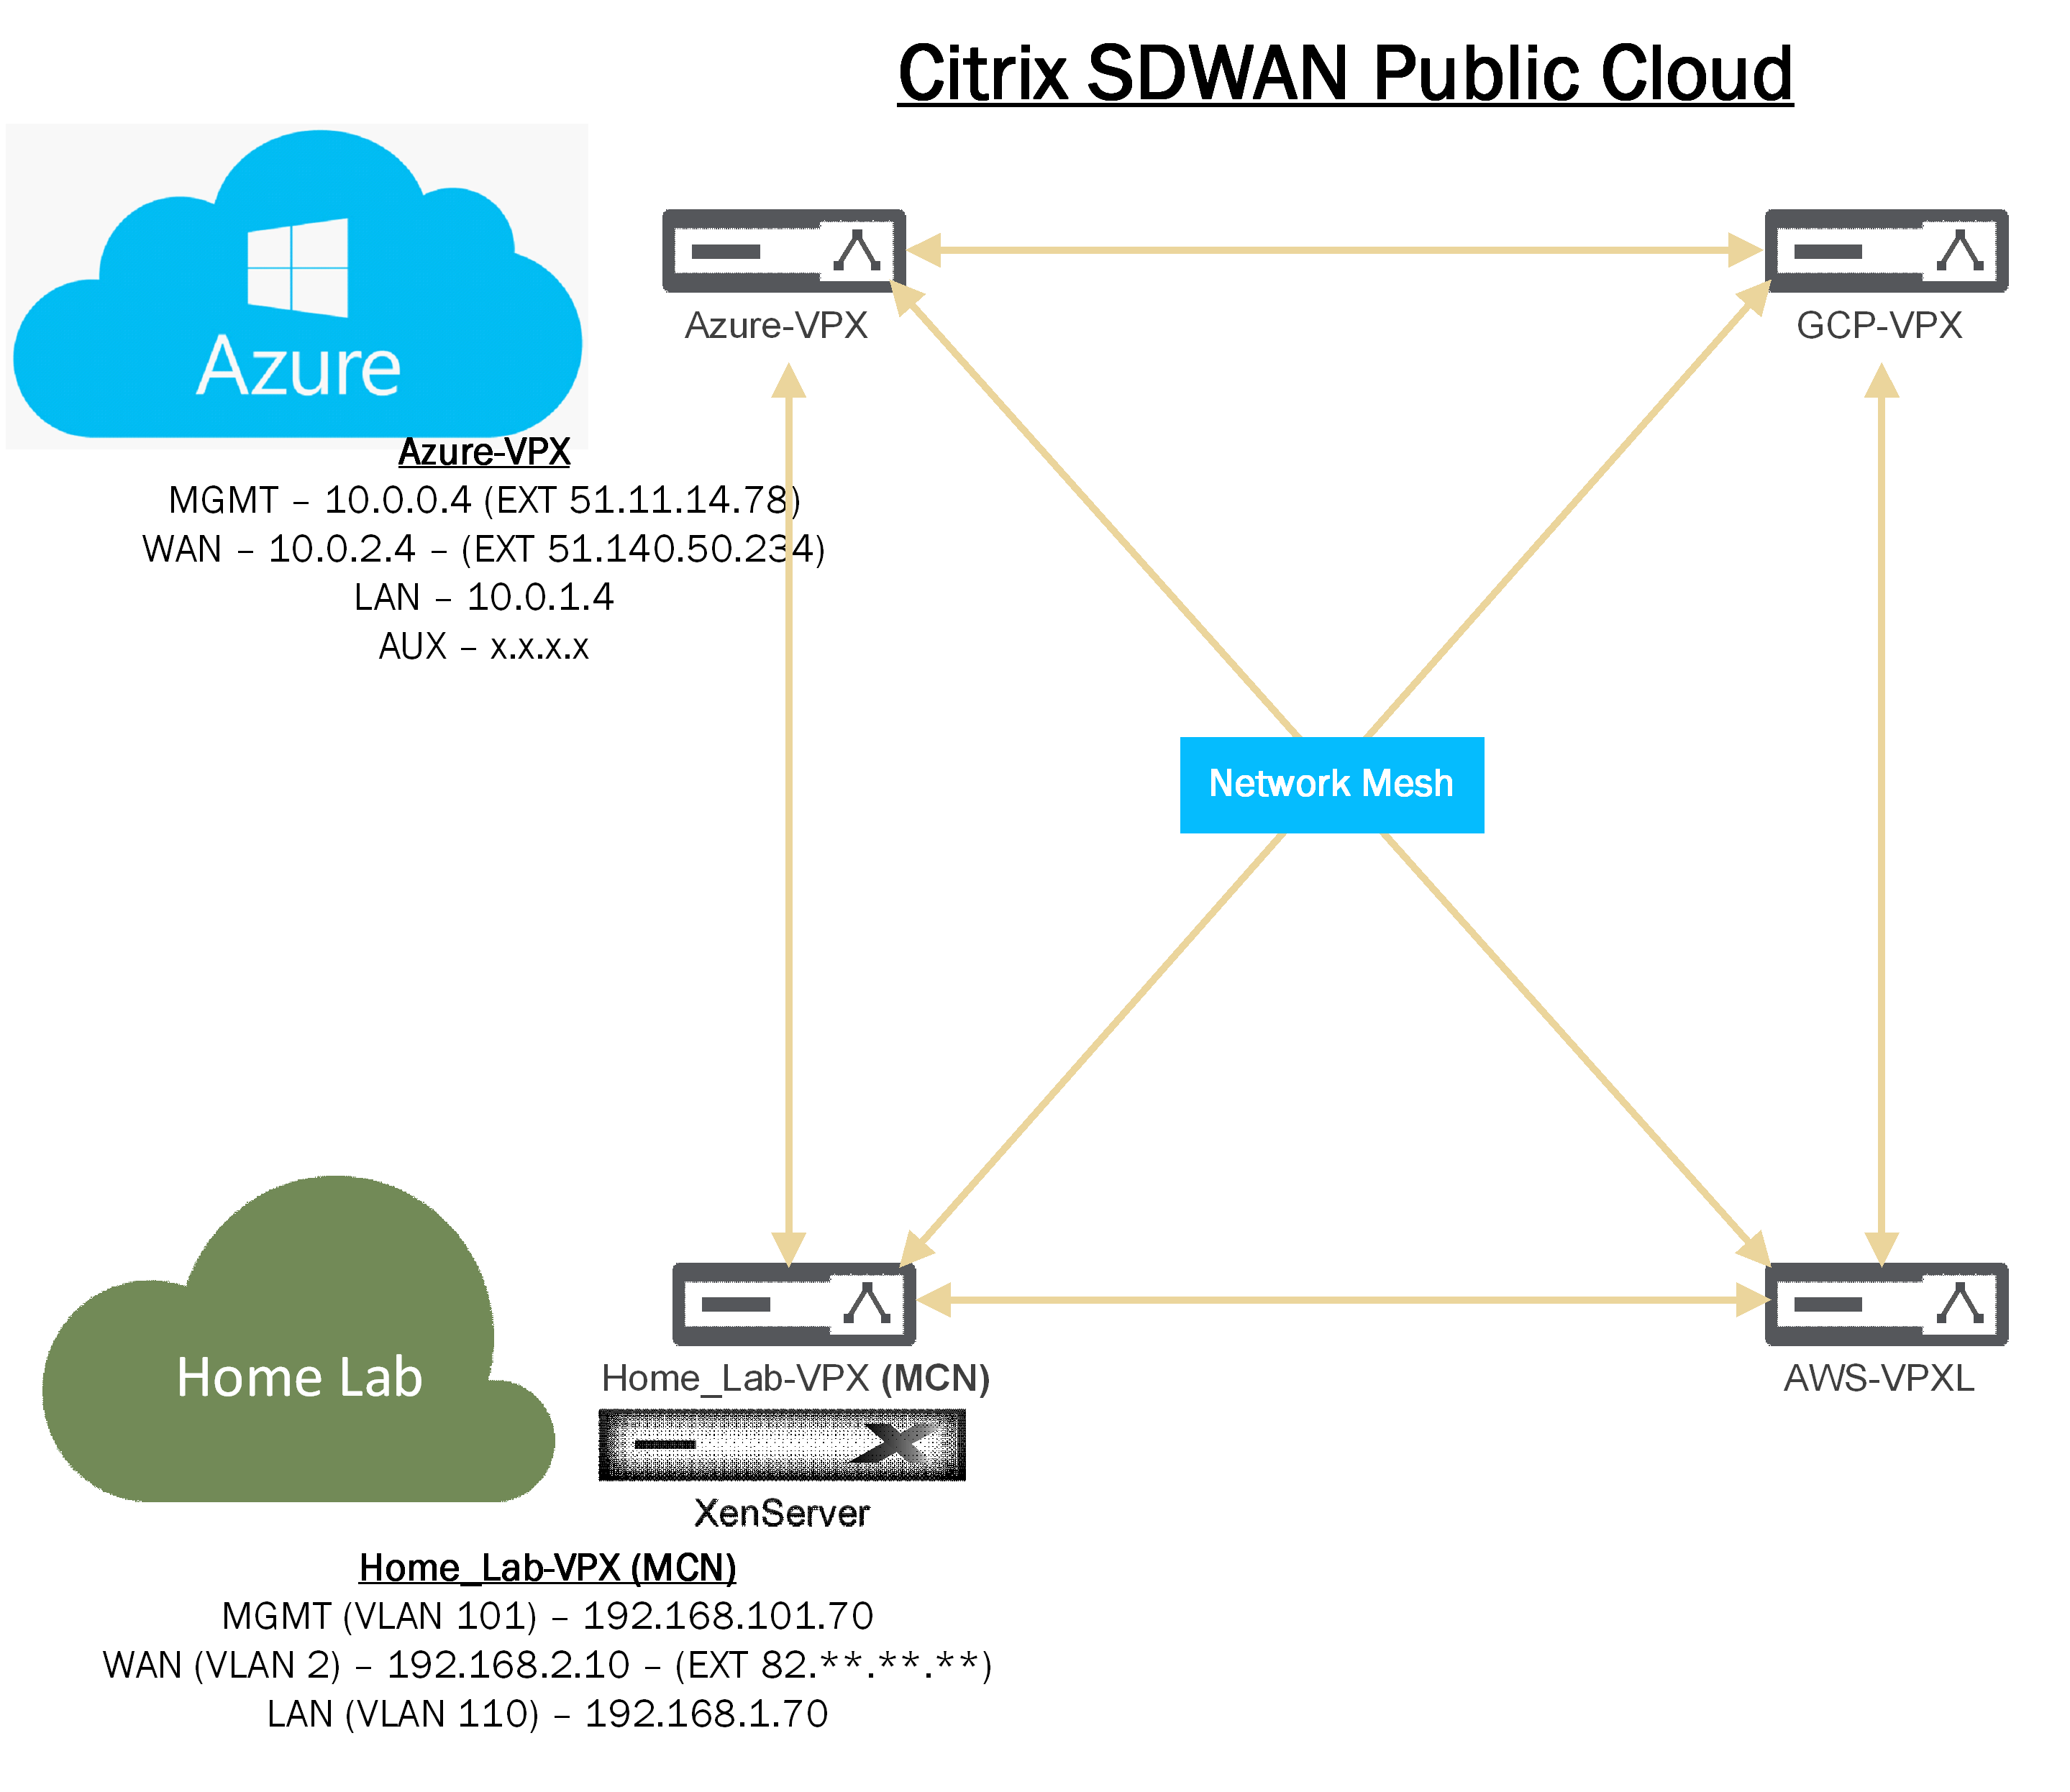 Citrix SDWAN Public Cloud
Azure
Azure-VPX
GCP-VPX
Azure-VPX
MGMT – 10.0.0.4 (EXT 51.11.14.78)
WAN – 10.0.2.4 – (EXT 51.140.50.234)
LAN – 10.0.1.4
AUX – x.x.x.x
Network Mesh
Home Lab
Home_Lab-VPX (MCN)
AWS-VPXL
XenServer
Home_Lab-VPX (MCN)
MGMT (VLAN 101) – 192.168.101.70
WAN (VLAN 2) – 192.168.2.10 – (EXT 82.**.**.**)
LAN (VLAN 110) – 192.168.1.70